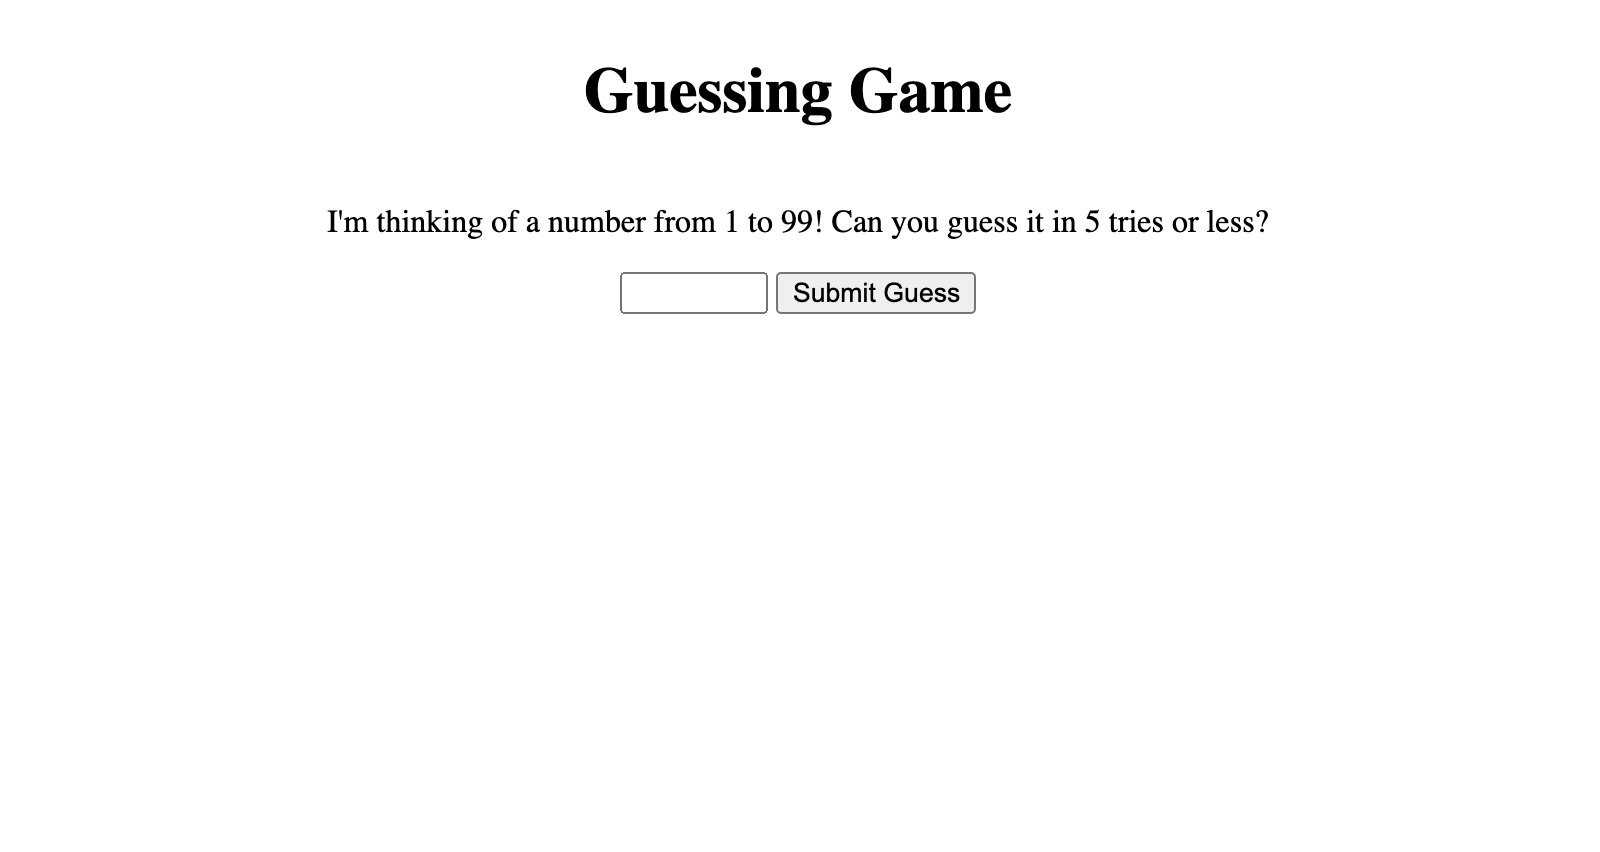 Guessing Game
I'm thinking of a number from 1 to 99! Can you guess it in 5 tries or less?
Submit Guess